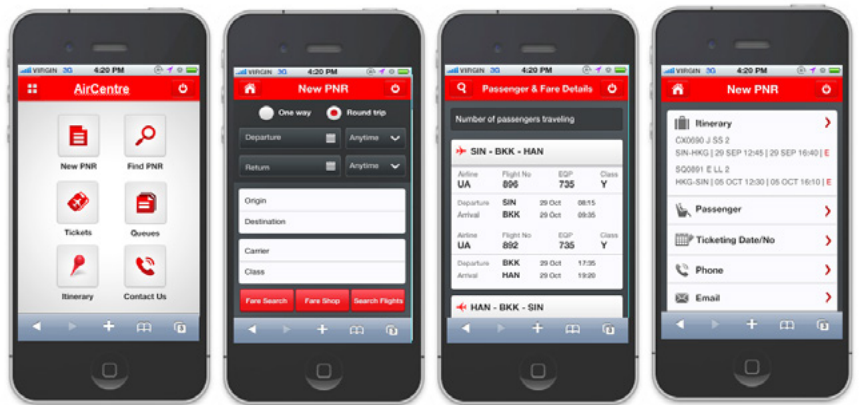 VIRGIN 3G 4:20 PM
AirCentre
New PNR Find PNR
Tickets Queues
Itinerary Contact Us
VIRGIN 3G 4:20 PM
New PNR
One way Round trip
Departure Anytime
Return Anytime
Origin
Destination
Carrier
Class
Fare Search Fare Shop Search Flights
VIRGIN 3G 4:20 PM
Passenger & Fare Details
Number of passengers traveling
SIN - BKK - HAN
Airline Flight No EQP Class
UA 896 735 Y
Departure SIN 29 Oct 08:15
Arrival BKK 29 Oct 09:35
Airline Flight No EQP Class
UA 892 735 Y
Departure BKK 29 Oct 17:35
Arrival HAN 29 Oct 19:20
HAN - BKK - SIN
VIRGIN 3G 4:20 PM
New PNR
Itinerary
CX0690 J SS 2
SIN-HKG | 29 SEP 12:45 | 29 SEP 16:40 | E
SQ0891 E LL 2
HKG-SIN | 05 OCT 12:30 | 05 OCT 16:10 | E
Passenger
Ticketing Date/No
Phone
Email